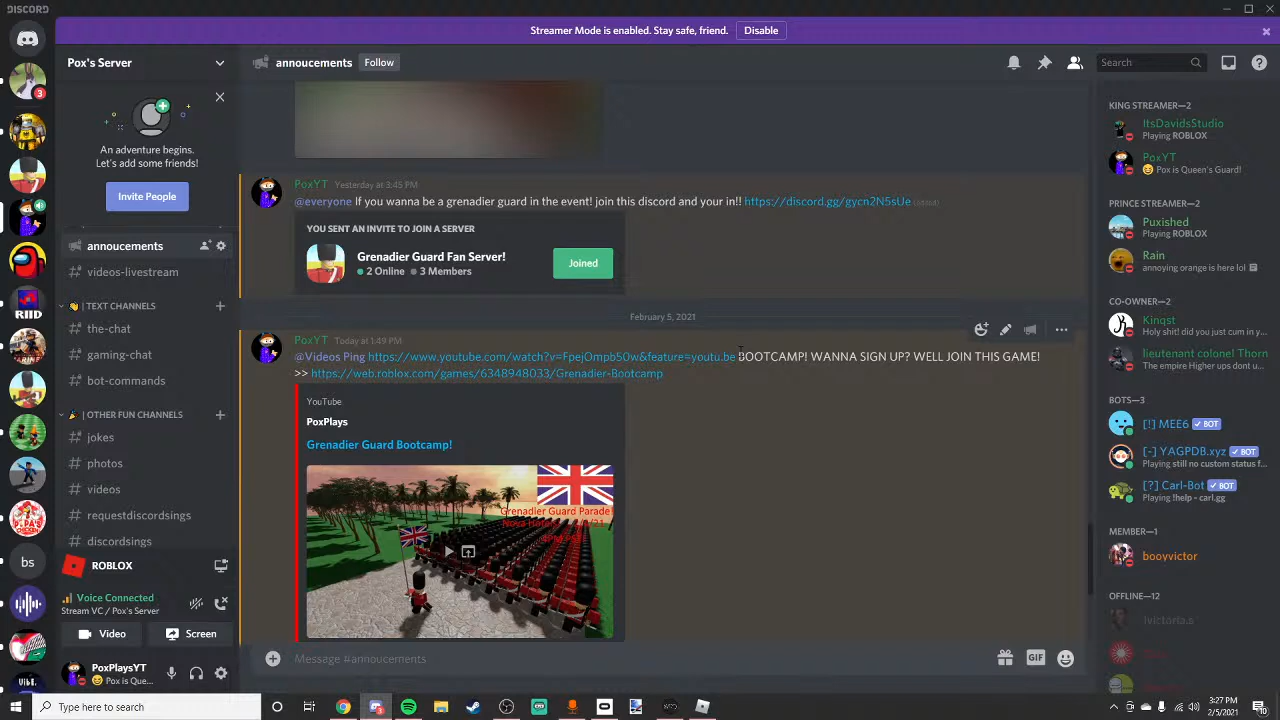 DISCORD
Streamer Mode is enabled. Stay safe, friend. Disable
Pox's Server
annoucements Follow
Search
An adventure begins.
Let's add some friends!
Invite People
annoucements
videos-livestream
TEXT CHANNELS
the-chat
gaming-chat
bot-commands
OTHER FUN CHANNELS
jokes
photos
videos
requestdiscordsings
discordsings
ROBLOX
Voice Connected
Stream VC / Pox's Server
Video Screen
PoxPlaysYT
Pox is Que...
3
bs
PAPA'S CHICKEN
VIBE
PoxYT Yesterday at 3:45 PM
@everyone If you wanna be a grenadier guard in the event! join this discord and your in!! https://discord.gg/gycn2N5sUe (edited)
YOU SENT AN INVITE TO JOIN A SERVER
Grenadier Guard Fan Server!
2 Online 3 Members
Joined
February 5, 2021
PoxYT Today at 1:49 PM
@Videos Ping https://www.youtube.com/watch?v=FpejOmpb50w&feature=youtu.be BOOTCAMP! WANNA SIGN UP? WELL JOIN THIS GAME!
>> https://web.roblox.com/games/6348948033/Grenadier-Bootcamp
YouTube
PoxPlays
Grenadier Guard Bootcamp!
Grenadier Guard Parade!
Message #annoucements
GIF
KING STREAMER—2
ItsDavidsStudio
Playing ROBLOX
PoxYT
Pox is Queen's Guard!
PRINCE STREAMER—2
Puxished
Playing ROBLOX
Rain
annoying orange is here lol
CO-OWNER—2
Kinqst
Holy shit! did you just cum in y...
lieutenant colonel Thorn
The empire Higher ups dont u...
BOTS—3
[!] MEE6 BOT
[-] YAGPDB.xyz BOT
Playing still no custom status f...
[?] Carl-Bot BOT
Playing !help - carl.gg
MEMBER—1
booyvictor
OFFLINE—12
Type here to search
3:27 PM
2/5/2021